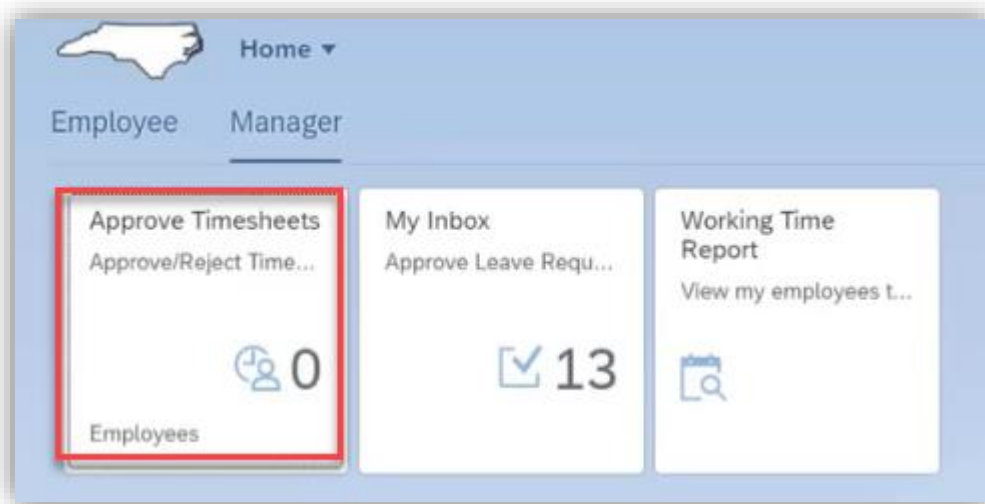 Home
Employee Manager
Approve Timesheets
Approve/Reject Time...
0
Employees
My Inbox
Approve Leave Requ...
13
Working Time
Report
View my employees t...